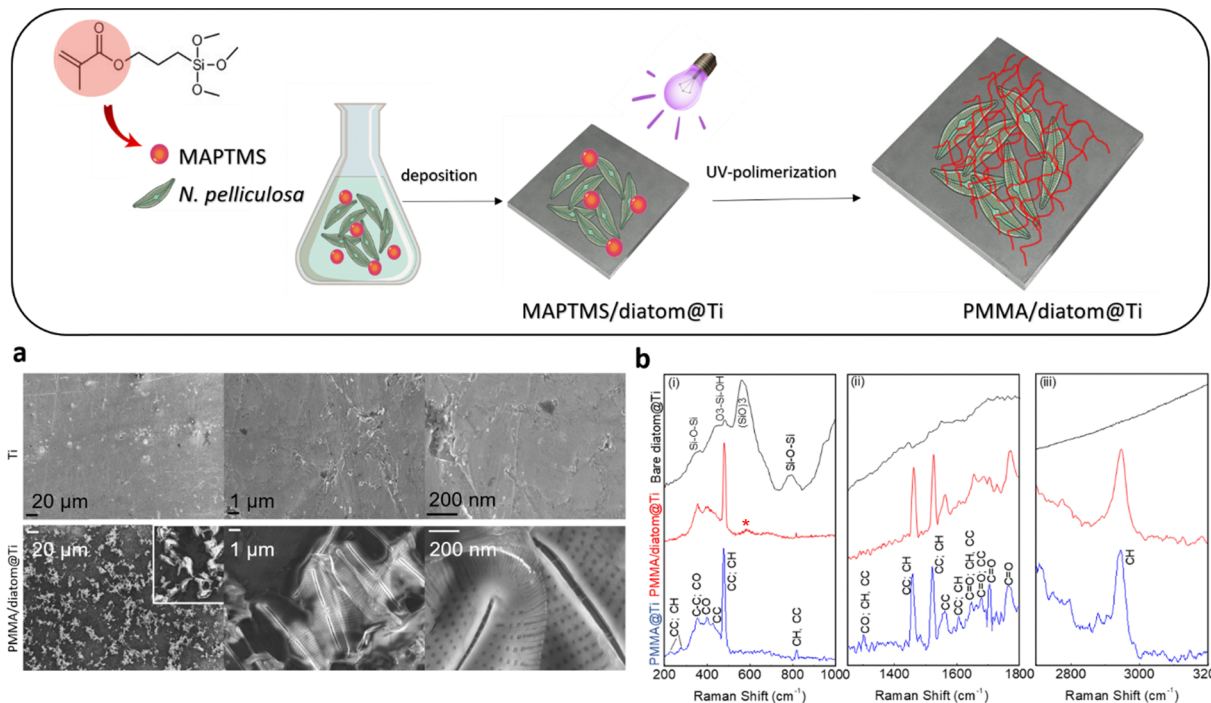 O
O
Si
O
O
O
MAPTMS
N. pelliculosa
deposition
UV-polimerization
MAPTMS/diatom@Ti
PMMA/diatom@Ti
a
Ti
20 µm
1 µm
200 nm
PMMA/diatom@Ti
20 µm
1 µm
200 nm
b
PMMA@Ti PMMA/diatom@Ti Bare diatom@Ti
(i)
Si-O-Si
O3-Si-OH
(SiO)3
Si-O-Si
*
CC; CH
C-C; CO
CO
CC
CC; CH
CH, CC
200 400 600 800 1000
Raman Shift (cm-1)
(ii)
CO; CH, CC
CC; CH
CC; CH
CC
CC; CH
C=O; CH, CC
C=O; CC
C=O
C=O
1400 1500 1600 1700 1800
Raman Shift (cm-1)
(iii)
CH
2800 3000 320
Raman Shift (cm-1)